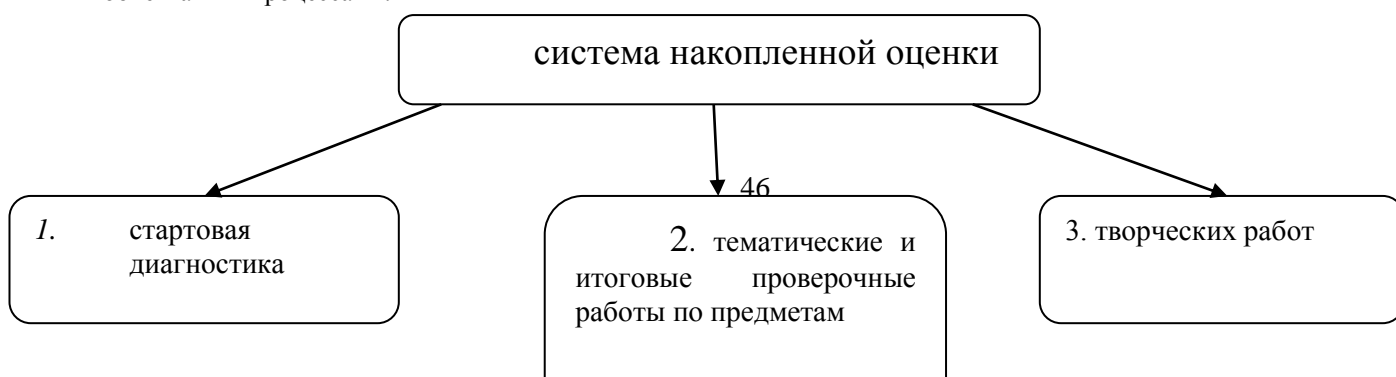 система накопленной оценки
46
1. стартовая
диагностика
2. тематические и
итоговые проверочные
работы по предметам
3. творческих работ